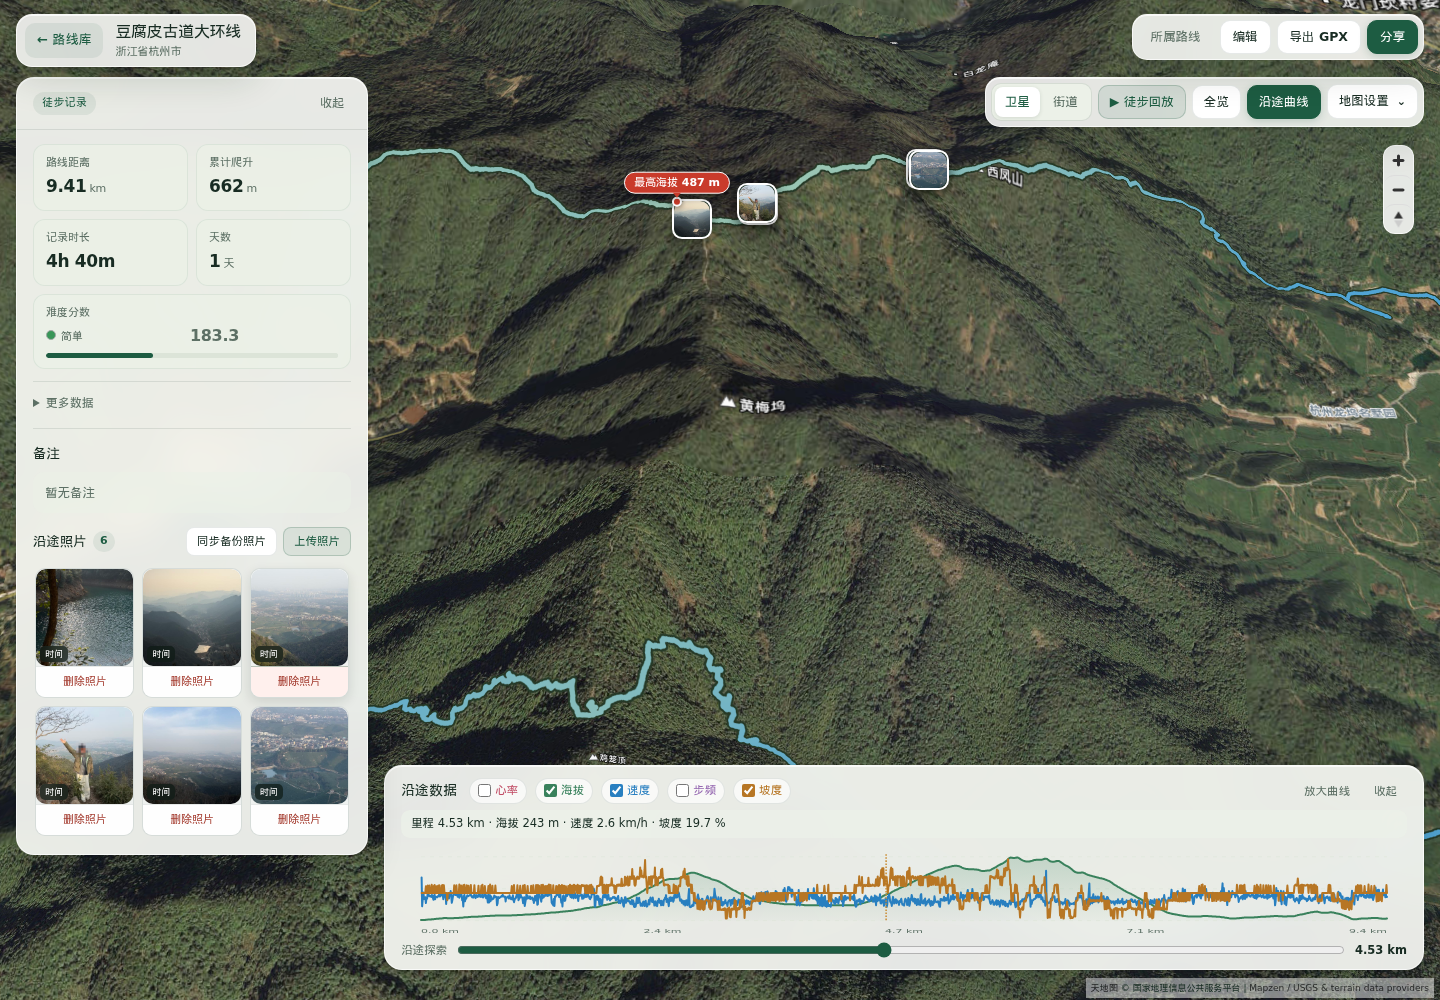 ← 路线库
豆腐皮古道大环线
浙江省杭州市
所属路线
编辑
导出 GPX
分享
徒步记录
收起
卫星
街道
▶ 徒步回放
全览
沿途曲线
地图设置
路线距离
9.41 km
累计爬升
662 m
记录时长
4h 40m
天数
1 天
难度分数
简单
183.3
▶ 更多数据
备注
暂无备注
沿途照片 6
同步备份照片
上传照片
时间
时间
时间
删除照片
删除照片
删除照片
时间
时间
时间
删除照片
删除照片
删除照片
白龙庵
西凤山
最高海拔 487 m
黄梅坞
沿途数据
心率
海拔
速度
步频
坡度
放大曲线
收起
里程 4.53 km · 海拔 243 m · 速度 2.6 km/h · 坡度 19.7 %
0.0 km
2.4 km
4.7 km
7.1 km
9.4 km
沿途探索
4.53 km
天地图 © 国家地理信息公共服务平台 | Mapzen / USGS & terrain data providers